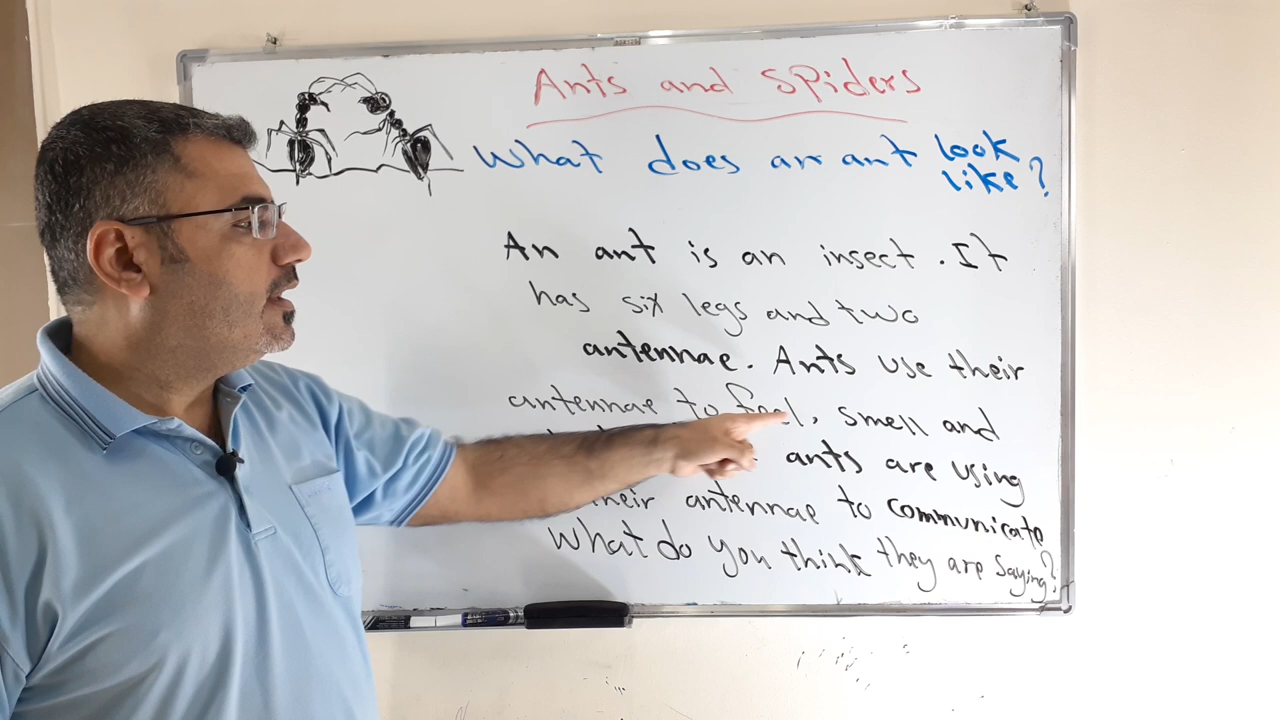 Ants and Spiders
What does an ant look
like?
An ant is an insect. It
has six legs and two
antennae. Ants use their
antennae to feel, smell and
ants are using
their antennae to communicate
What do you think they are saying?